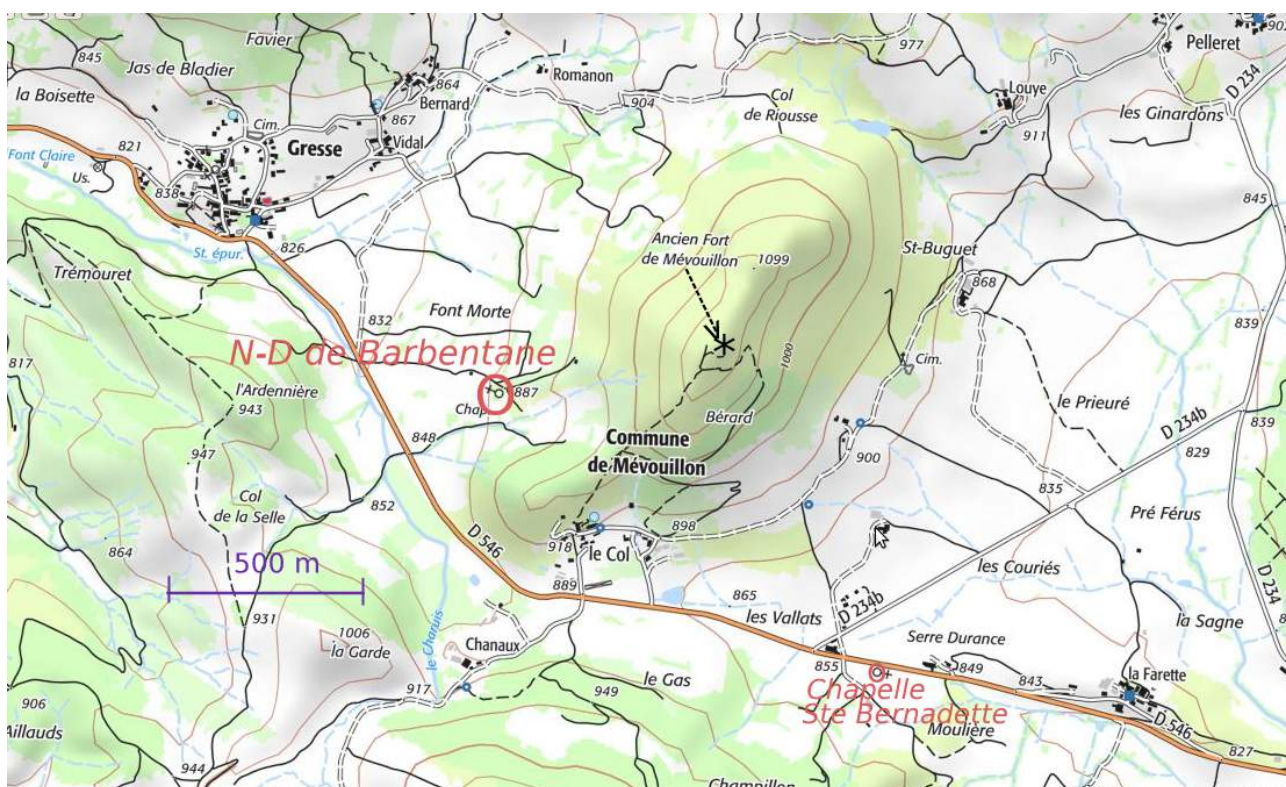 Favier
977
Pelleret
902
845
Jas de Bladier
la Boisette
864
Bernard
Romanon
Louye
D 234
904
Col
de Riousse
les Ginardons
867
Cim.
Vidal
911
821
Gresse
Font Claire
Us.
838
845
826
St. épur.
Ancien Fort
de Mévouillon
1099
St-Buguet
868
Trémouret
Font Morte
832
839
N-D de Barbentane
817
1000
l'Ardennière
943
887
Chap.
Cim.
le Prieuré
Bérard
D 234b
839
848
Commune
de Mévouillon
829
947
900
Col
de la Selle
852
835
Pré Férus
898
864
D 546
918
le Col
les Couriés
500 m
889
865
les Vallats
D 234b
D 234
931
la Sagne
1006
la Garde
le Charuis
Chanaux
Serre Durance
855
849
la Farette
917
le Gas
949
843
906
Chapelle
Ste Bernadette
Moulière
D 546
Aillauds
827
944
Champillon